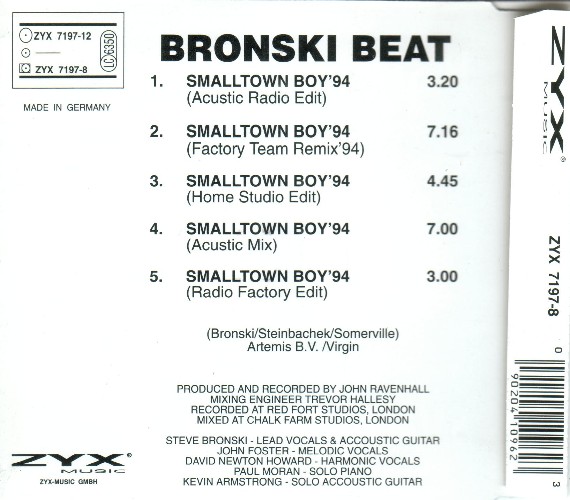 ZYX 7197-12
ZYX 7197-8
LC 6350
MADE IN GERMANY
BRONSKI BEAT
1. SMALLTOWN BOY'94 3.20
(Acustic Radio Edit)
2. SMALLTOWN BOY'94 7.16
(Factory Team Remix'94)
3. SMALLTOWN BOY'94 4.45
(Home Studio Edit)
4. SMALLTOWN BOY'94 7.00
(Acustic Mix)
5. SMALLTOWN BOY'94 3.00
(Radio Factory Edit)
(Bronski/Steinbachek/Somerville)
Artemis B.V. /Virgin
PRODUCED AND RECORDED BY JOHN RAVENHALL
MIXING ENGINEER TREVOR HALLESY
RECORDED AT RED FORT STUDIOS, LONDON
MIXED AT CHALK FARM STUDIOS, LONDON
STEVE BRONSKI - LEAD VOCALS & ACCOUSTIC GUITAR
JOHN FOSTER - MELODIC VOCALS
DAVID NEWTON HOWARD - HARMONIC VOCALS
PAUL MORAN - SOLO PIANO
KEVIN ARMSTRONG - SOLO ACCOUSTIC GUITAR
ZYX®
MUSIC
ZYX-MUSIC GMBH
ZYX®
MUSIC
ZYX 7197-8
0 90204 10962 3